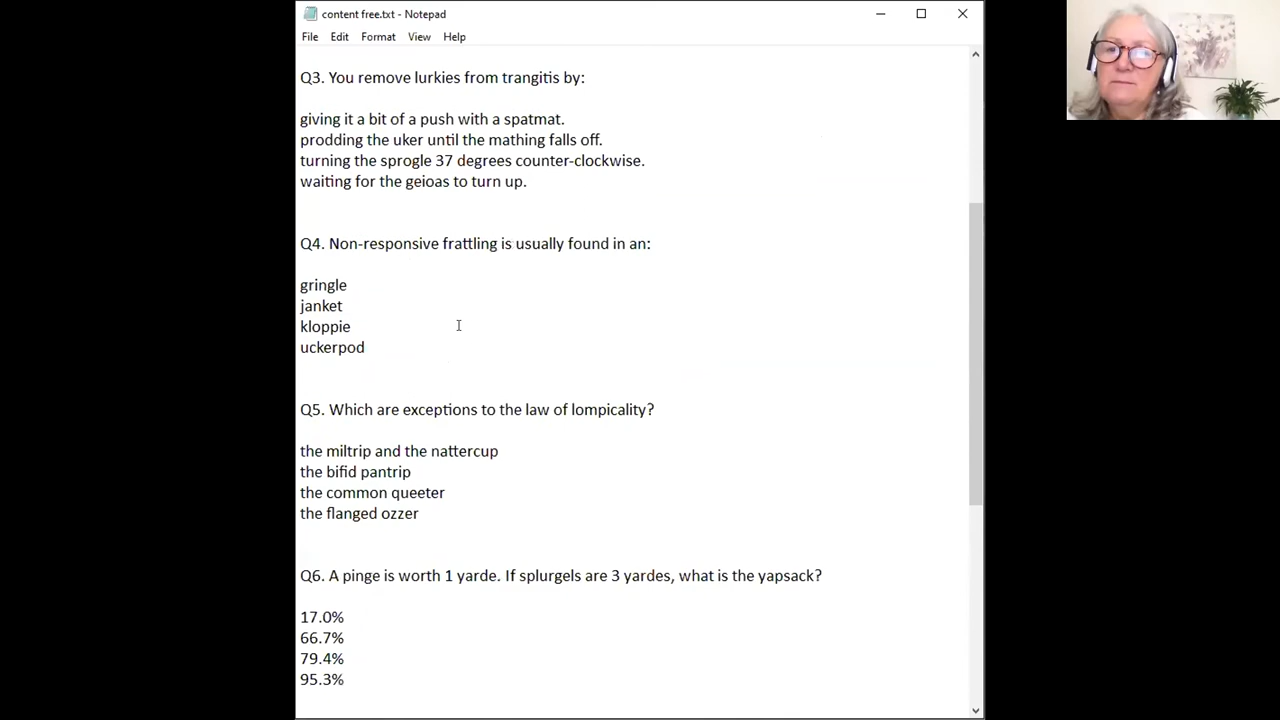 content free.txt - Notepad
File Edit Format View Help
Q3. You remove lurkies from trangitis by:
giving it a bit of a push with a spatmat.
prodding the uker until the mathing falls off.
turning the sprogle 37 degrees counter-clockwise.
waiting for the geioas to turn up.
Q4. Non-responsive frattling is usually found in an:
gringle
janket
kloppie
uckerpod
Q5. Which are exceptions to the law of lompicality?
the miltrip and the nattercup
the bifid pantrip
the common queeter
the flanged ozzer
Q6. A pinge is worth 1 yarde. If splurgels are 3 yardes, what is the yapsack?
17.0%
66.7%
79.4%
95.3%